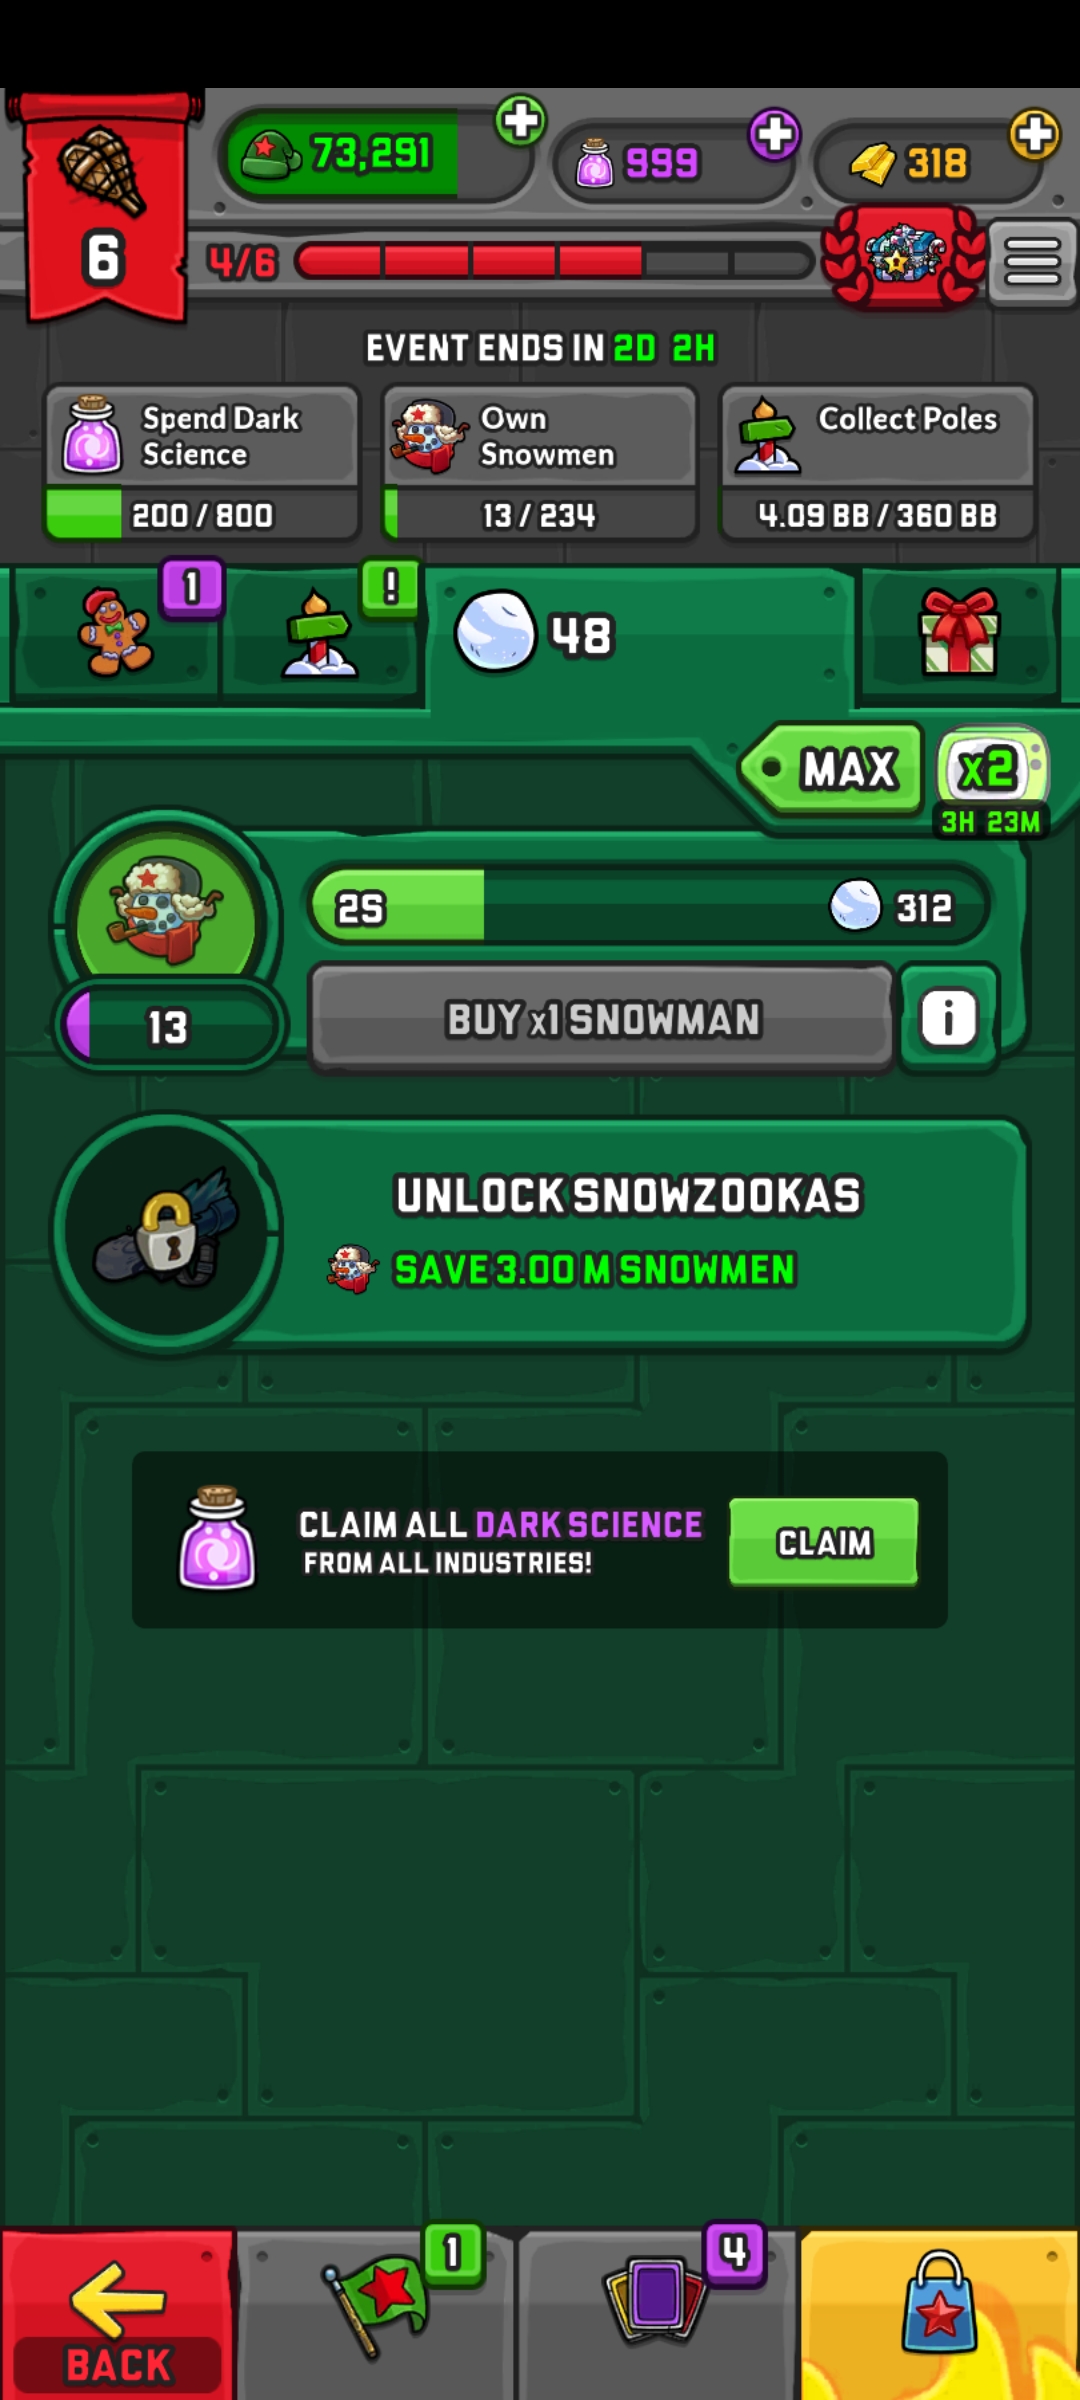 73,291
999
318
6
4/6
EVENT ENDS IN 2D 2H
Spend Dark
Science
200 / 800
Own
Snowmen
13 / 234
Collect Poles
4.09 BB / 360 BB
1
!
48
MAX
x2
3H 23M
25
312
13
BUY x1 SNOWMAN
i
UNLOCK SNOWZOOKAS
SAVE 3.00 M SNOWMEN
CLAIM ALL DARK SCIENCE
FROM ALL INDUSTRIES!
CLAIM
1
4
BACK